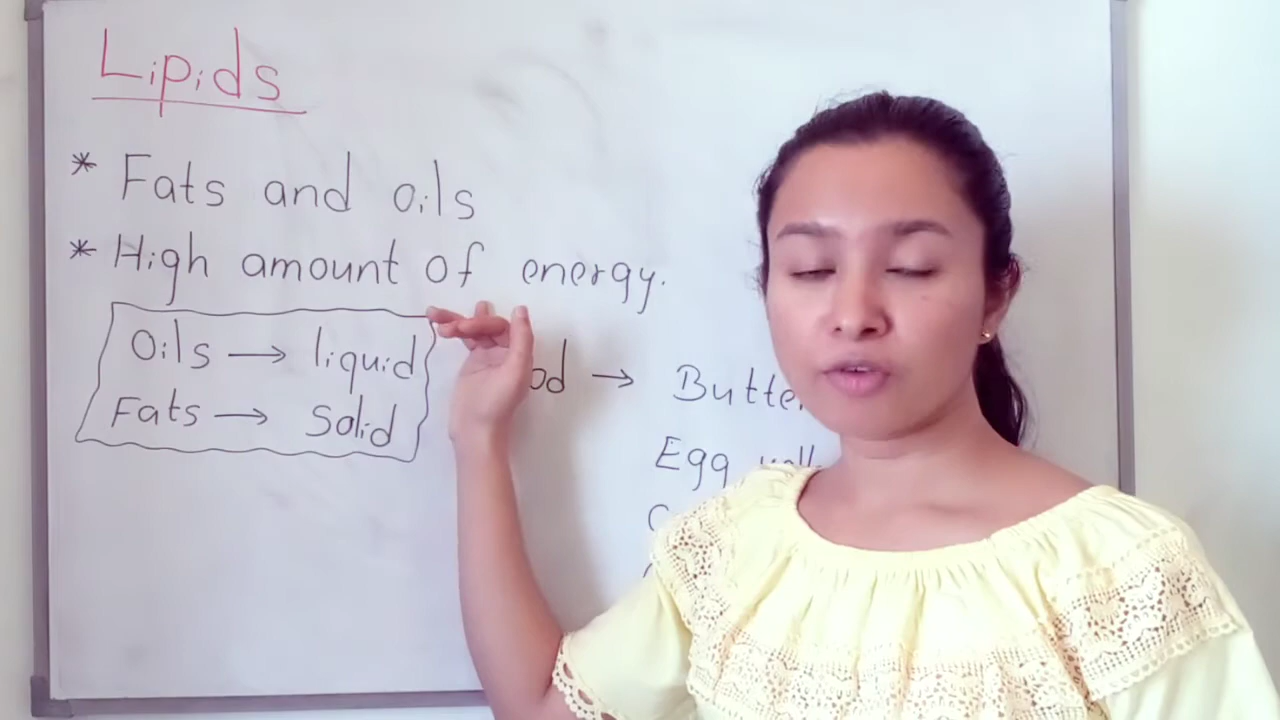 Lipids
* Fats and oils
* High amount of energy.
Oils → liquid
Fats → Solid
→ Butter
Egg